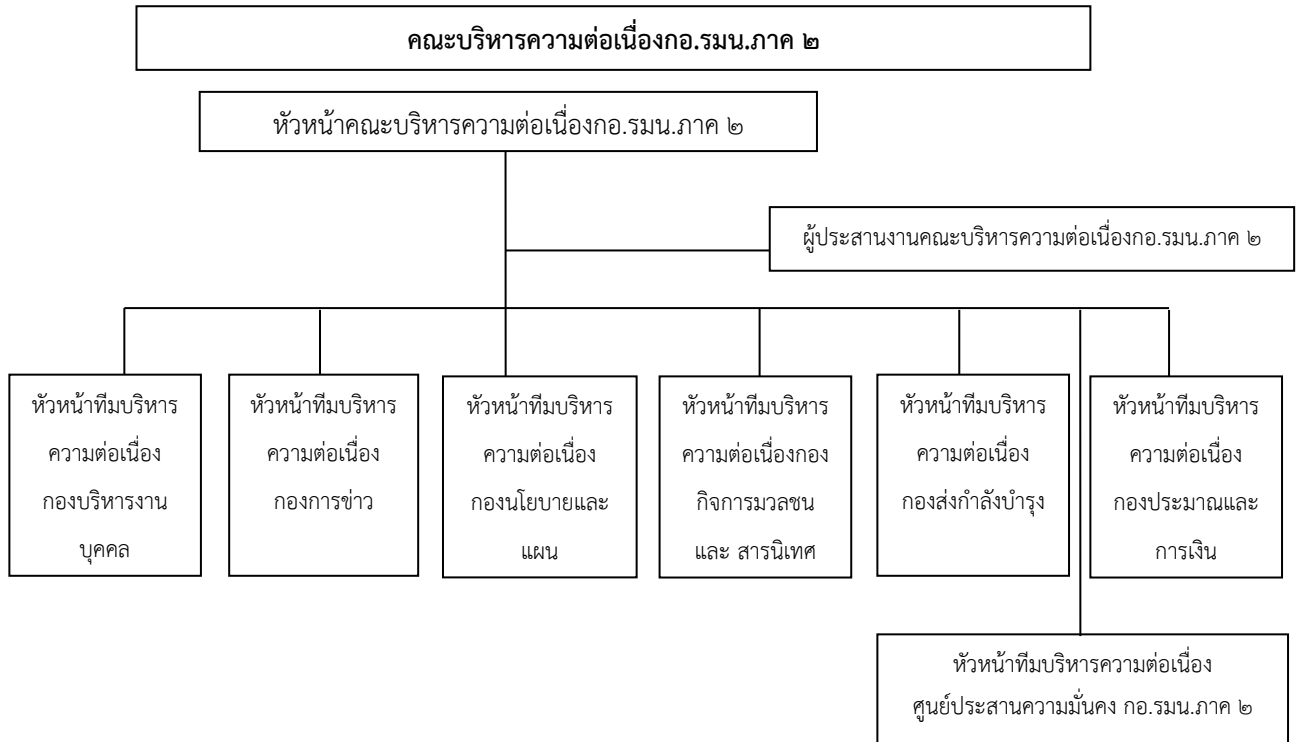 คณะบริหารความต่อเนื่องกอ.รมน.ภาค ๒
หัวหน้าคณะบริหารความต่อเนื่องกอ.รมน.ภาค ๒
ผู้ประสานงานคณะบริหารความต่อเนื่องกอ.รมน.ภาค ๒
หัวหน้าทีมบริหาร
ความต่อเนื่อง
กองบริหารงาน
บุคคล
หัวหน้าทีมบริหาร
ความต่อเนื่อง
กองการข่าว
หัวหน้าทีมบริหาร
ความต่อเนื่อง
กองนโยบายและ
แผน
หัวหน้าทีมบริหาร
ความต่อเนื่องกอง
กิจการมวลชน
และ สารนิเทศ
หัวหน้าทีมบริหาร
ความต่อเนื่อง
กองส่งกำลังบำรุง
หัวหน้าทีมบริหาร
ความต่อเนื่อง
กองประมาณและ
การเงิน
หัวหน้าทีมบริหารความต่อเนื่อง
ศูนย์ประสานความมั่นคง กอ.รมน.ภาค ๒